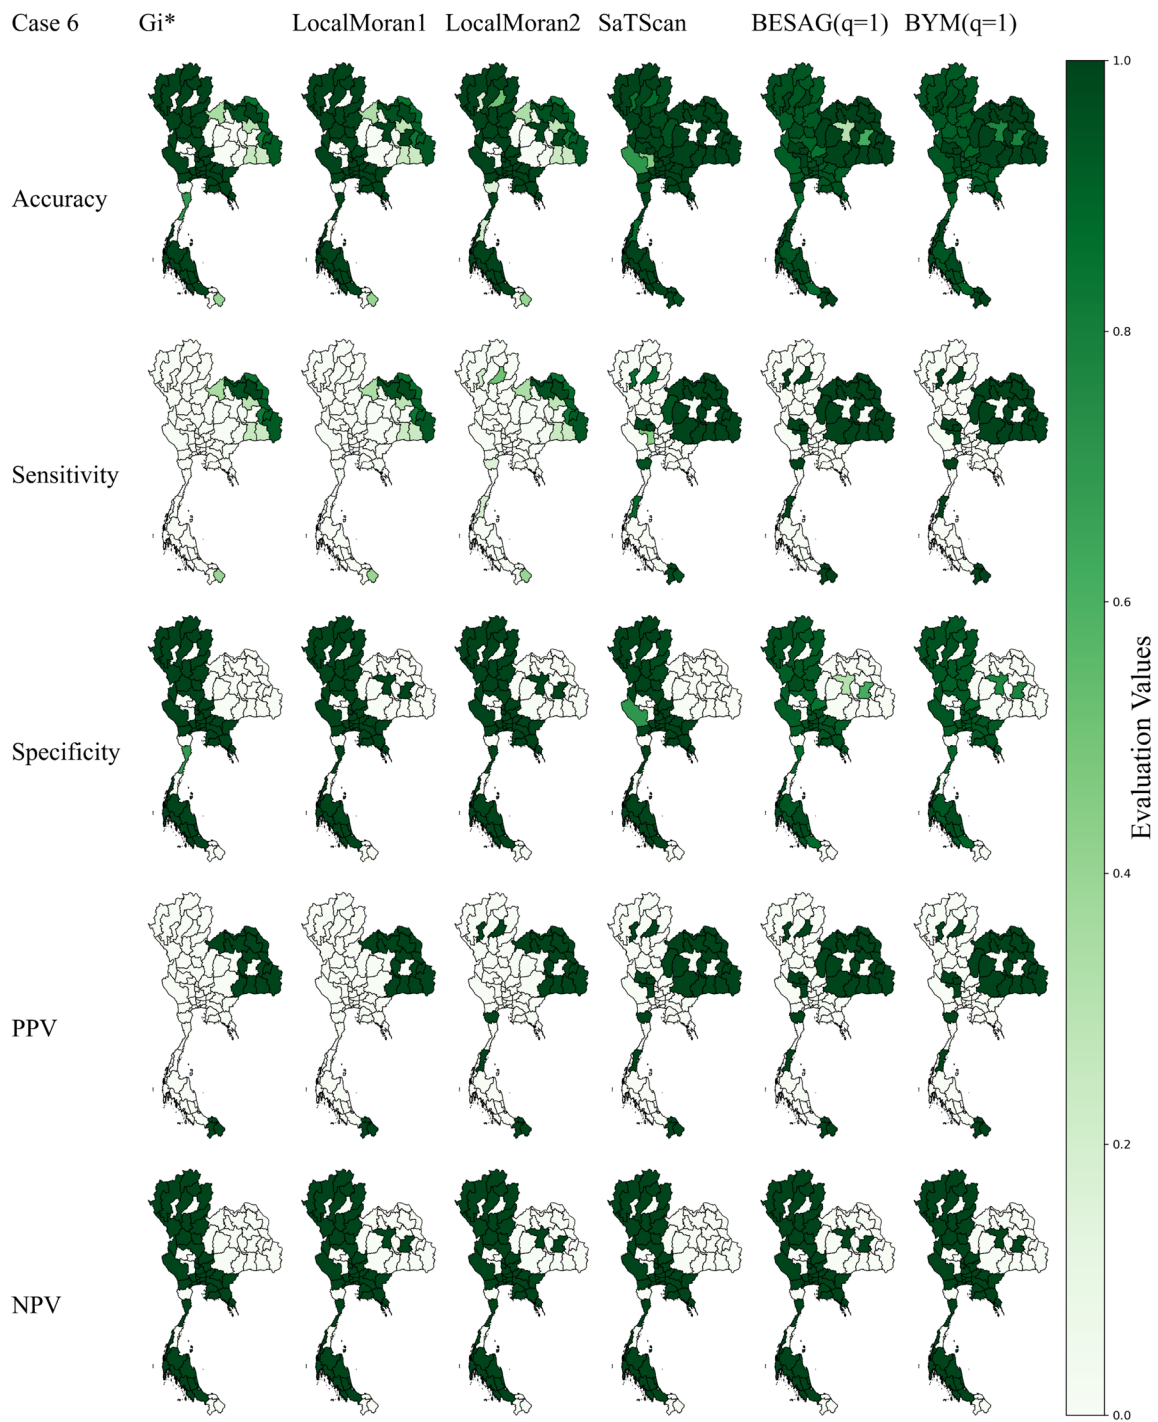 Case 6 Gi* LocalMoran1 LocalMoran2 SaTScan BESAG(q=1) BYM(q=1)
Accuracy
Sensitivity
Specificity
PPV
NPV
1.0
0.8
0.6
0.4
0.2
0.0
Evaluation Values